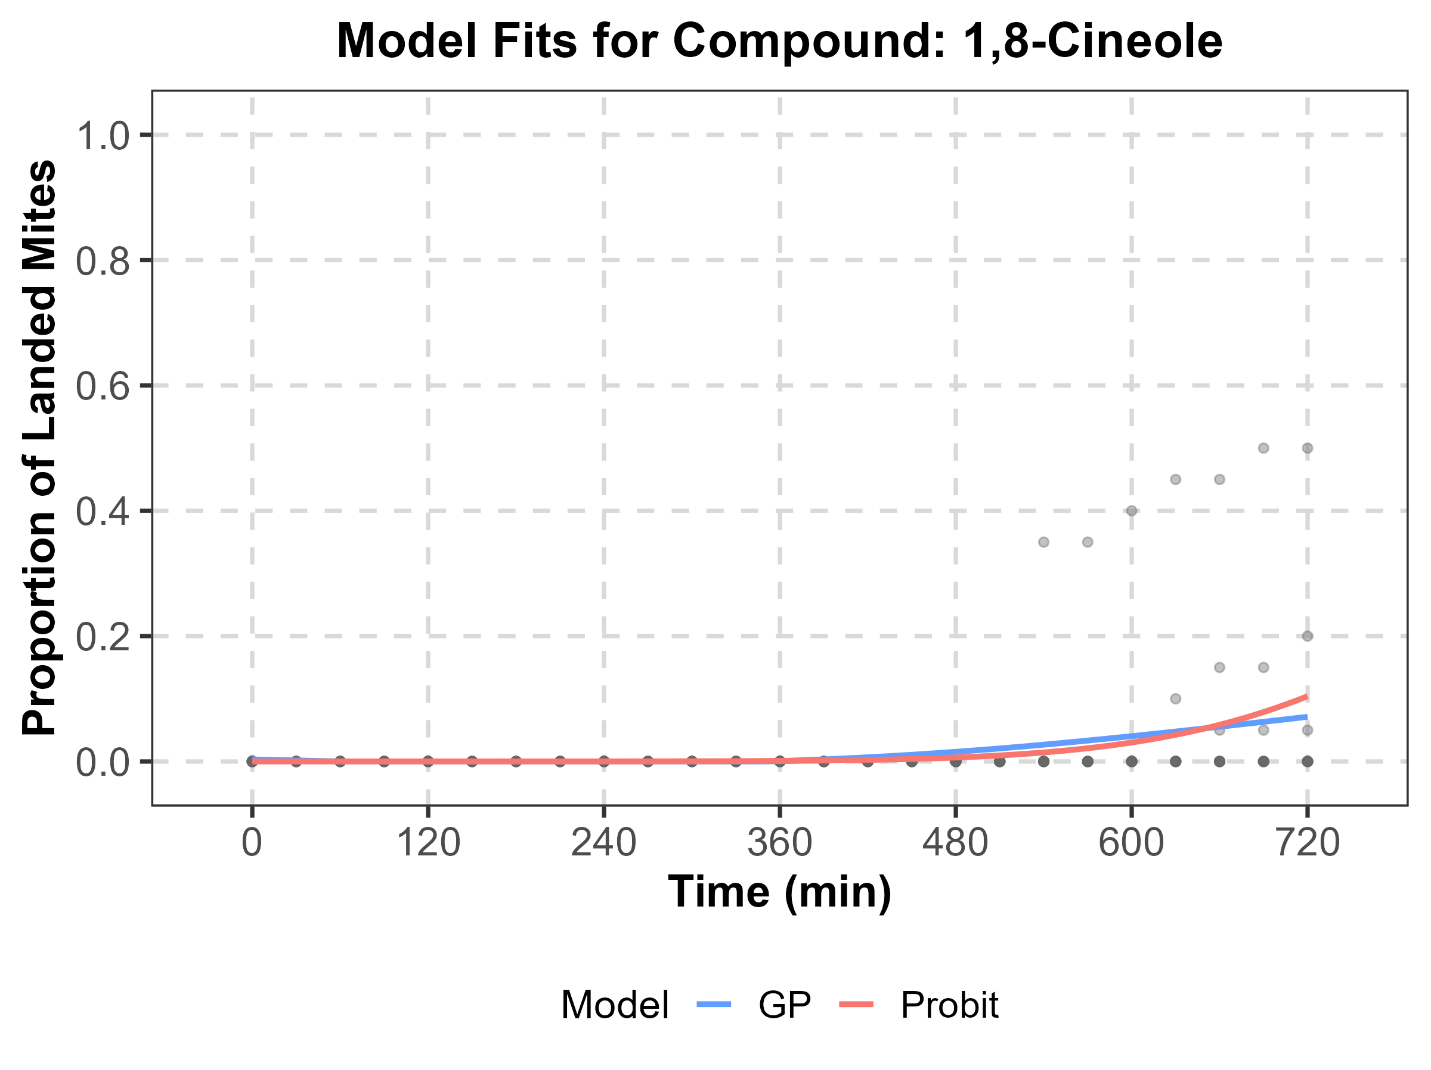 Model Fits for Compound: 1,8-Cineole
Proportion of Landed Mites
1.0
0.8
0.6
0.4
0.2
0.0
0 120 240 360 480 600 720
Time (min)
Model GP Probit